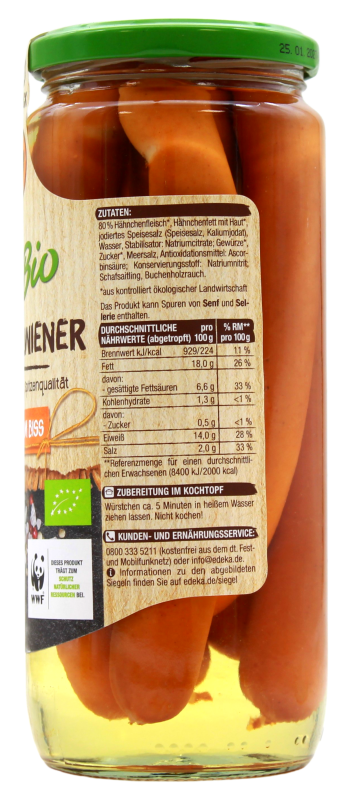 25.01
Bio
WIENER
BISS
DIESES PRODUKT
TRÄGT ZUM
SCHUTZ
NATÜRLICHER
RESSOURCEN BEI.
WWF
ZUTATEN:
80% Hähnchenfleisch*, Hähnchenfett mit Haut*,
jodiertes Speisesalz (Speisesalz, Kaliumjodat),
Wasser, Stabilisator: Natriumcitrate; Gewürze*,
Zucker*, Meersalz, Antioxidationsmittel: Ascor-
binsäure; Konservierungsstoff: Natriumnitrit,
Schafsaitling, Buchenholzrauch.
*aus kontrolliert ökologischer Landwirtschaft
Das Produkt kann Spuren von Senf und Sel-
lerie enthalten.
DURCHSCHNITTLICHE pro % RM**
NÄHRWERTE (abgetropft) 100 g pro 100g
Brennwert kJ/kcal 929/224 11 %
Fett 18,0 g 26 %
davon:
- gesättigte Fettsäuren 6,6 g 33 %
Kohlenhydrate 1,3 g <1 %
davon:
- Zucker 0,5 g <1 %
Eiweiß 14,0 g 28 %
Salz 2,0 g 33 %
**Referenzmenge für einen durchschnittli-
chen Erwachsenen (8400 kJ/2000 kcal)
ZUBEREITUNG IM KOCHTOPF
Würstchen ca. 5 Minuten in heißem Wasser
ziehen lassen. Nicht kochen!
KUNDEN- UND ERNÄHRUNGSSERVICE:
0800 333 5211 (kostenfrei aus dem dt. Fest-
und Mobilfunknetz) oder info@edeka.de.
Informationen zu den abgebildeten
Siegeln finden Sie auf edeka.de/siegel